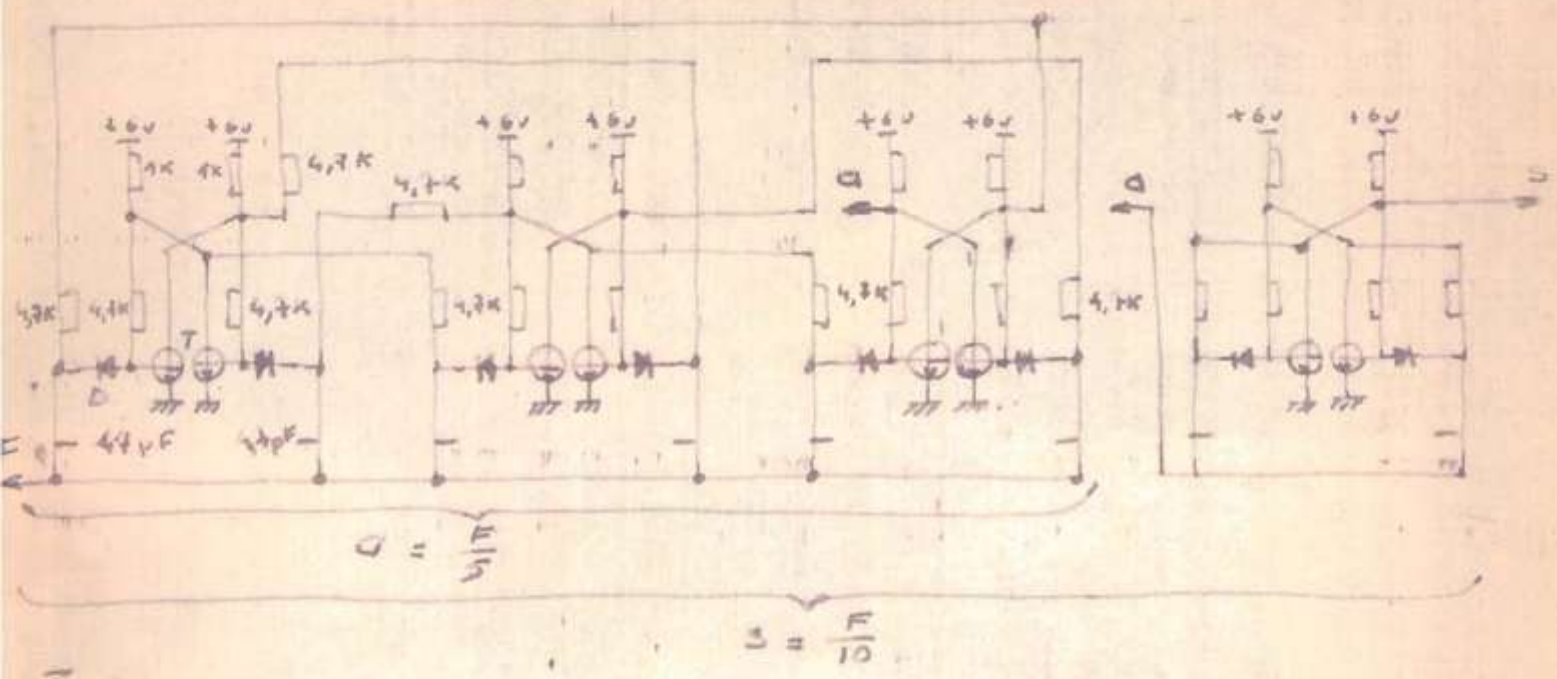 +6V +6V +6V +6V +6V +6V +6V +6V
1K 1K 4,7K
4,7K
Q Q S
4,7K 4,7K T 4,7K 4,7K 4,7K 4,7K
D
F 47pF 47pF
Q = F/5
S = F/10